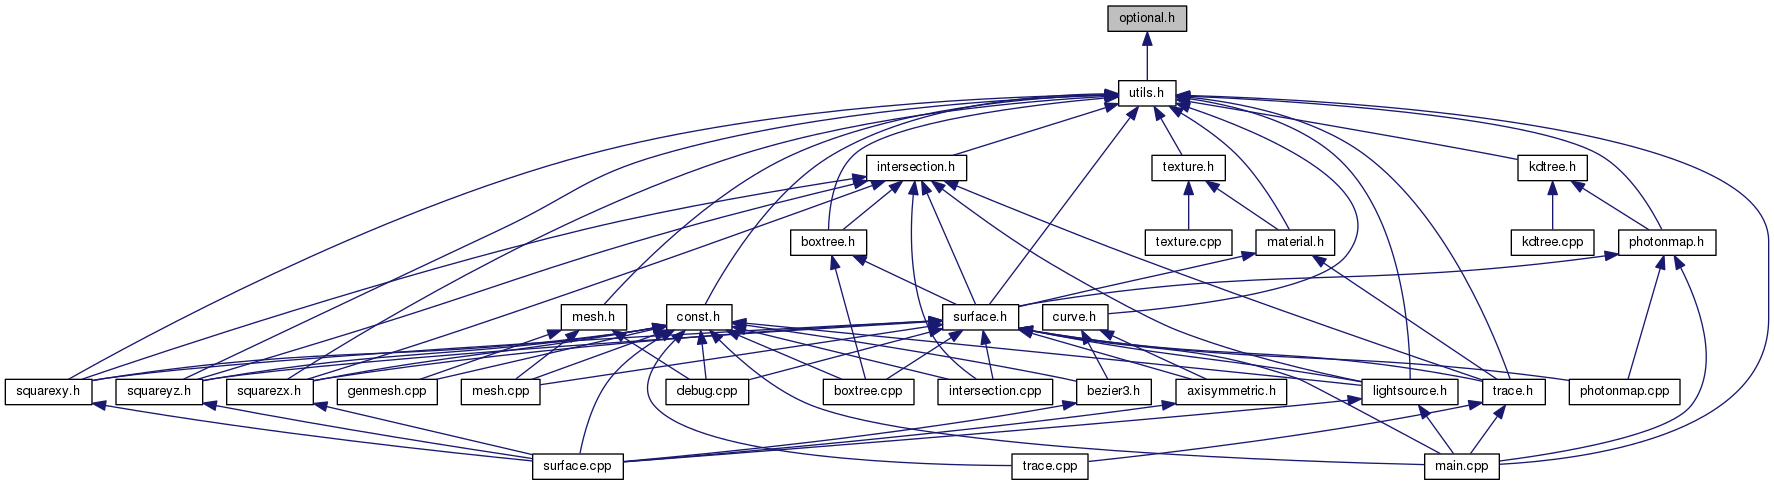 optional.h
utils.h
intersection.h
texture.h
kdtree.h
boxtree.h
texture.cpp
material.h
kdtree.cpp
photonmap.h
mesh.h
const.h
surface.h
curve.h
squarexy.h
squareyz.h
squarezx.h
genmesh.cpp
mesh.cpp
debug.cpp
boxtree.cpp
intersection.cpp
bezier3.h
axisymmetric.h
lightsource.h
trace.h
photonmap.cpp
surface.cpp
trace.cpp
main.cpp